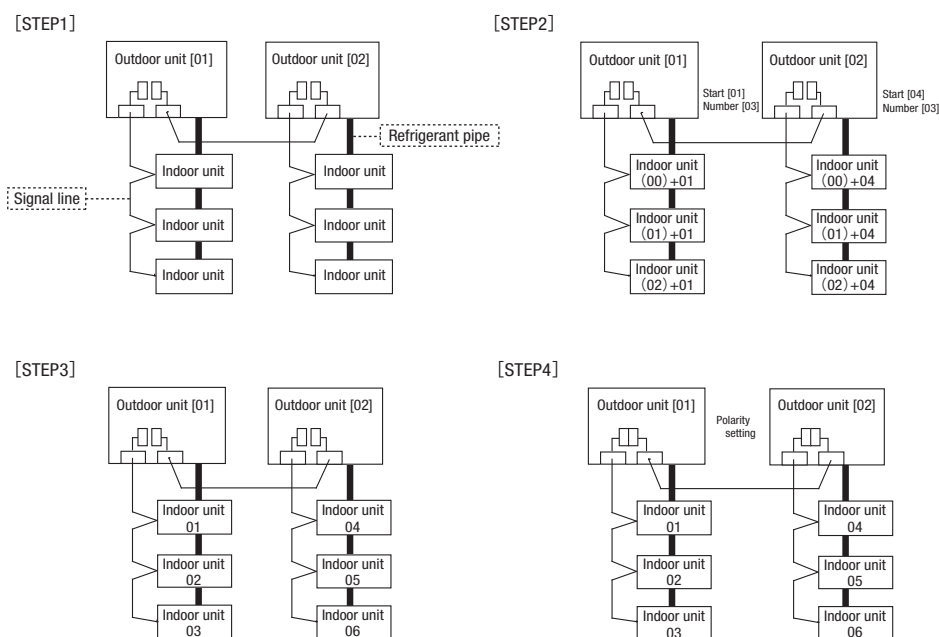 [STEP1]
Outdoor unit [01]
Outdoor unit [02]
Refrigerant pipe
Signal line
Indoor unit
Indoor unit
Indoor unit
Indoor unit
Indoor unit
Indoor unit
[STEP2]
Outdoor unit [01]
Start [01]
Number [03]
Outdoor unit [02]
Start [04]
Number [03]
Indoor unit
(00)+01
Indoor unit
(01)+01
Indoor unit
(02)+01
Indoor unit
(00)+04
Indoor unit
(01)+04
Indoor unit
(02)+04
[STEP3]
Outdoor unit [01]
Outdoor unit [02]
Indoor unit
01
Indoor unit
02
Indoor unit
03
Indoor unit
04
Indoor unit
05
Indoor unit
06
[STEP4]
Outdoor unit [01]
Polarity
setting
Outdoor unit [02]
Indoor unit
01
Indoor unit
02
Indoor unit
03
Indoor unit
04
Indoor unit
05
Indoor unit
06